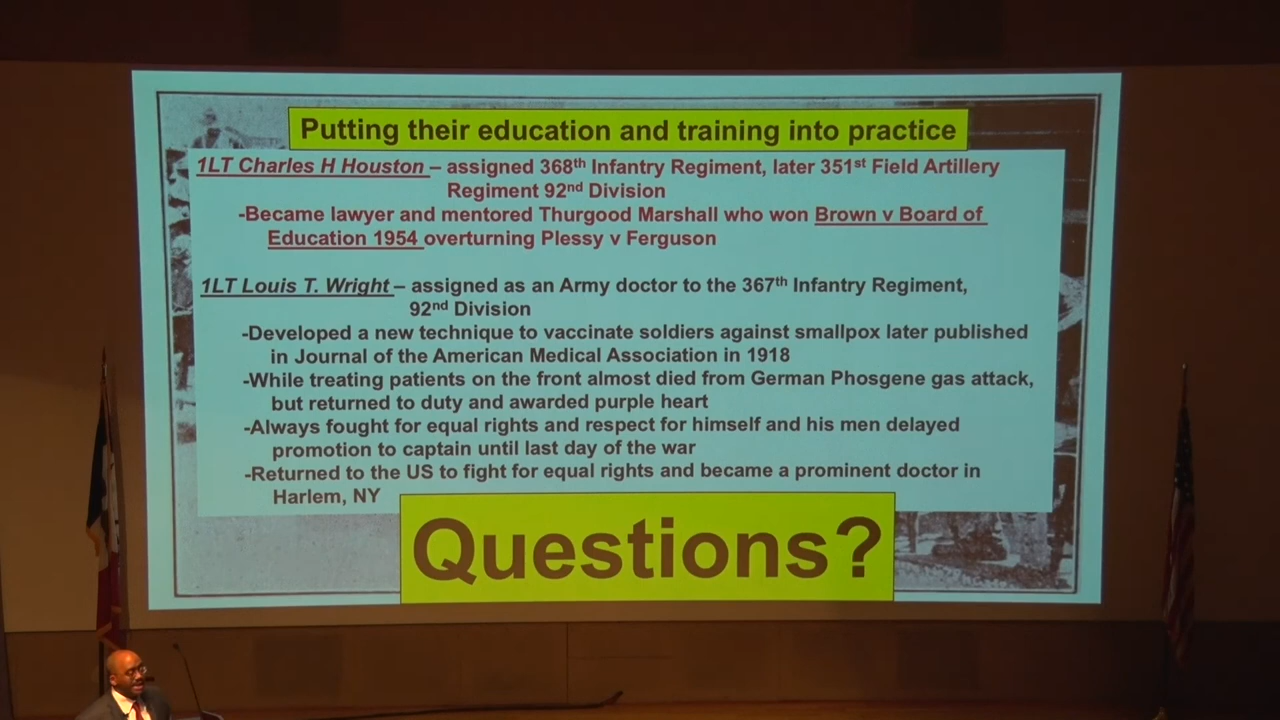 Putting their education and training into practice
1LT Charles H Houston – assigned 368th Infantry Regiment, later 351st Field Artillery
Regiment 92nd Division
-Became lawyer and mentored Thurgood Marshall who won Brown v Board of
Education 1954 overturning Plessy v Ferguson
1LT Louis T. Wright – assigned as an Army doctor to the 367th Infantry Regiment,
92nd Division
-Developed a new technique to vaccinate soldiers against smallpox later published
in Journal of the American Medical Association in 1918
-While treating patients on the front almost died from German Phosgene gas attack,
but returned to duty and awarded purple heart
-Always fought for equal rights and respect for himself and his men delayed
promotion to captain until last day of the war
-Returned to the US to fight for equal rights and became a prominent doctor in
Harlem, NY
Questions?